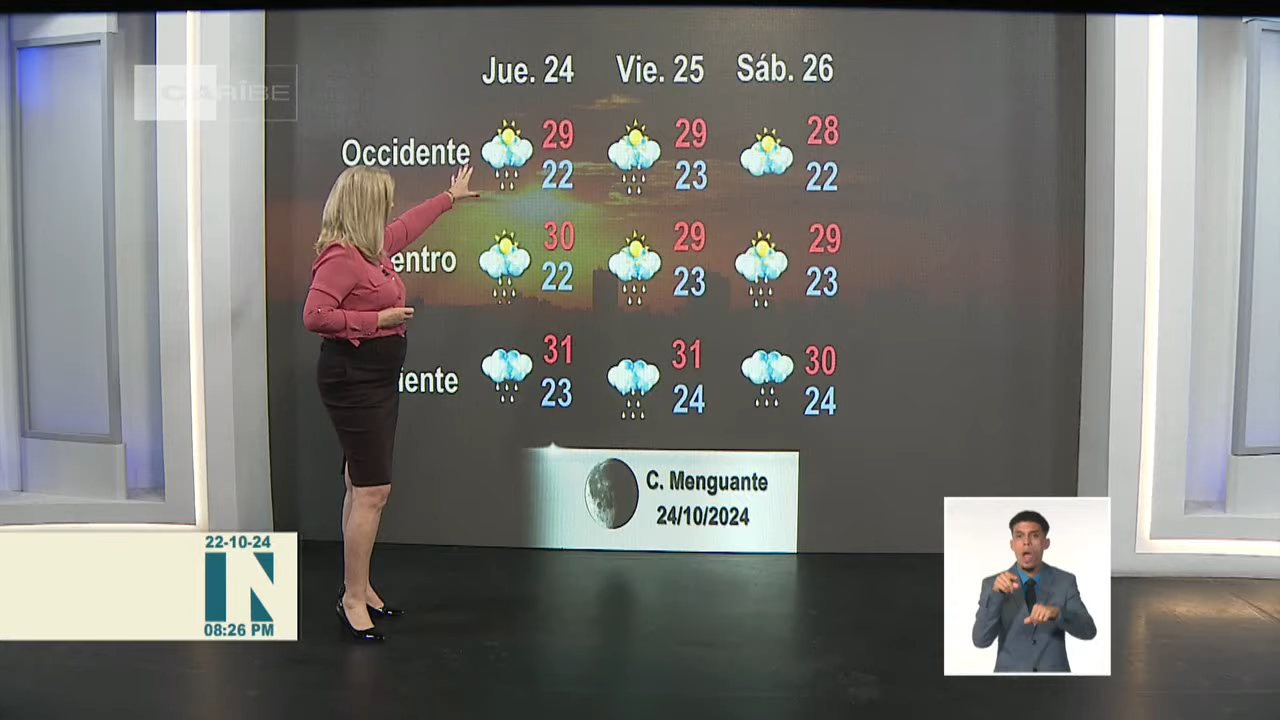 CARIBE
Jue. 24 Vie. 25 Sáb. 26
Occidente 29 22 29 23 28 22
entro 30 22 29 23 29 23
iente 31 23 31 24 30 24
C. Menguante
24/10/2024
22-10-24
N
08:26 PM